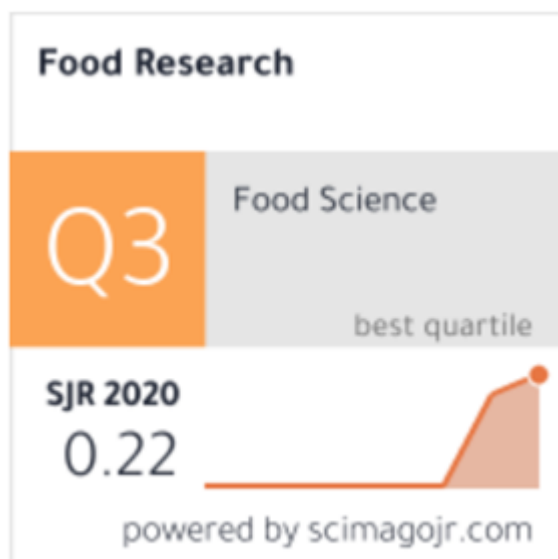 Food Research
Q3
Food Science
best quartile
SJR 2020
0.22
powered by scimagojr.com